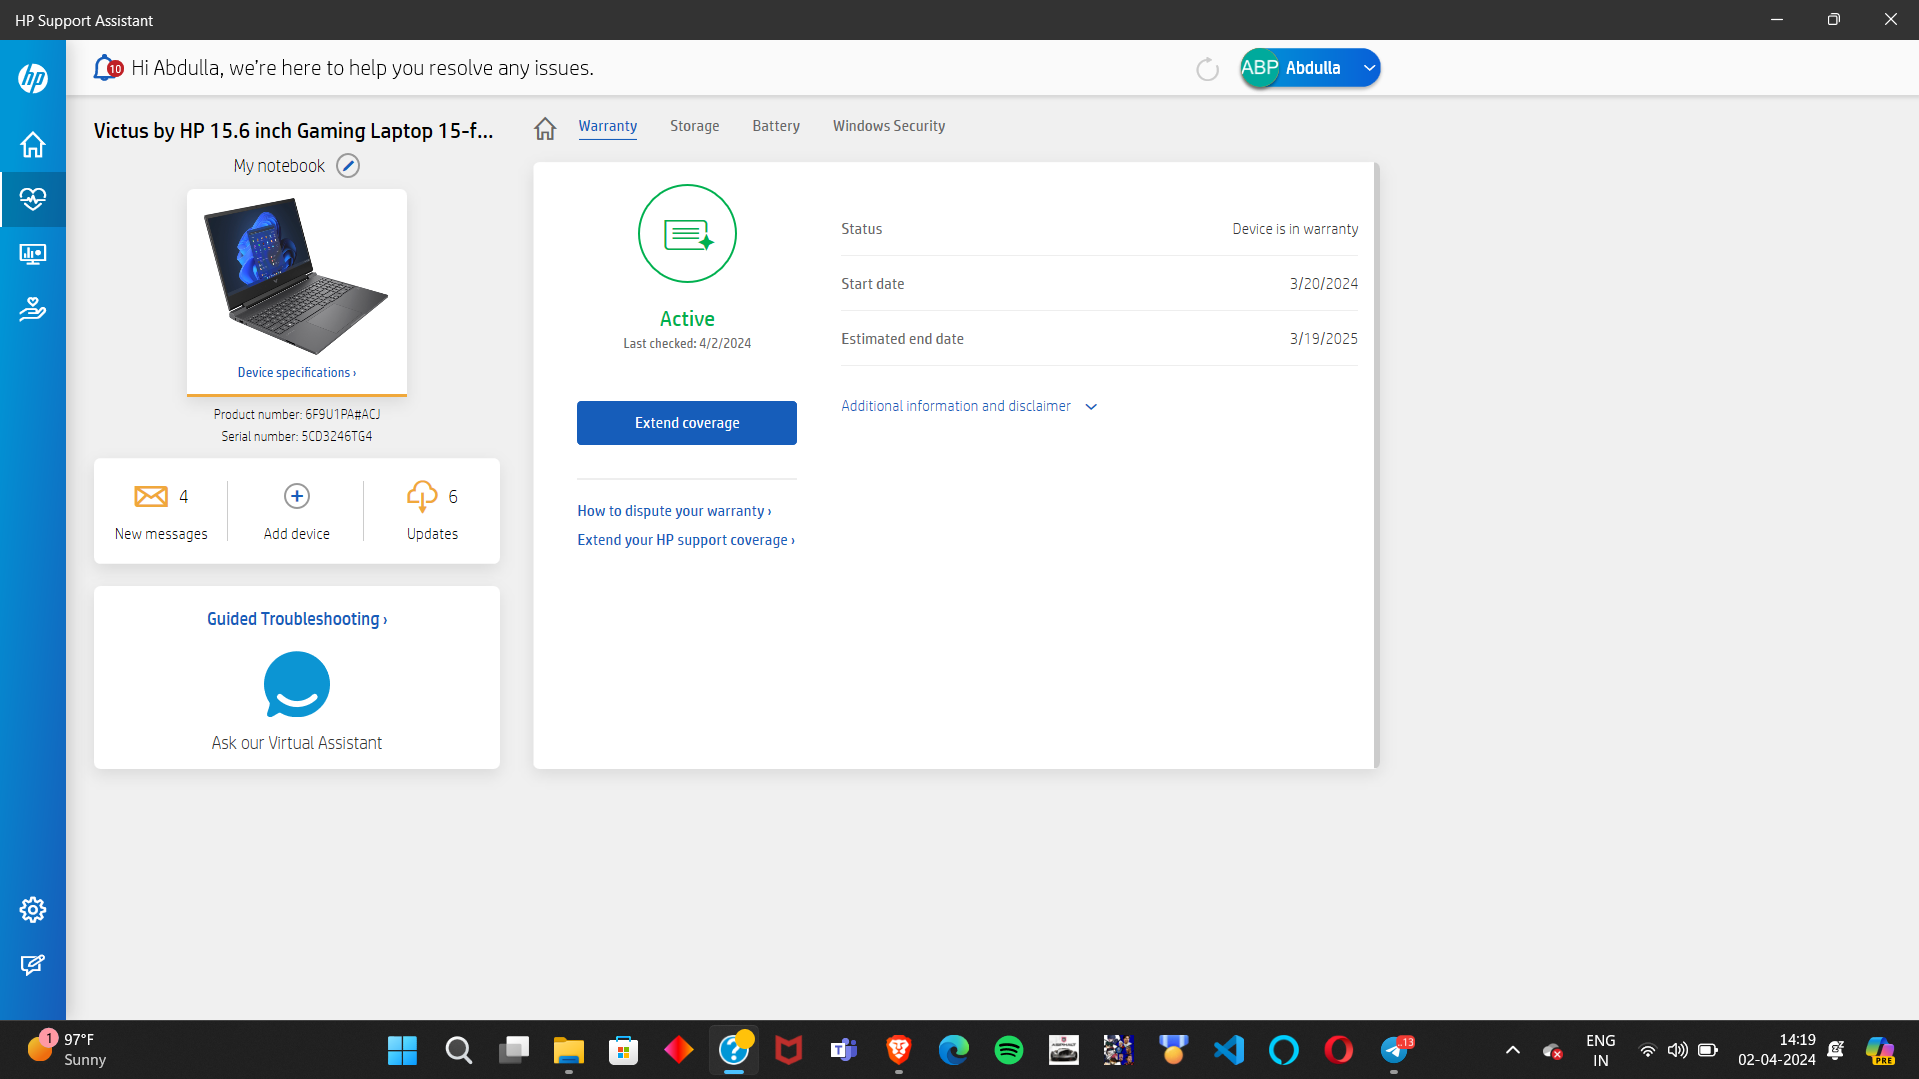 HP Support Assistant
hp
10
Hi Abdulla, we're here to help you resolve any issues.
ABP Abdulla
Victus by HP 15.6 inch Gaming Laptop 15-f...
My notebook
Device specifications ›
Product number: 6F9U1PA#ACJ
Serial number: 5CD3246TG4
4
New messages
Add device
6
Updates
Guided Troubleshooting ›
Ask our Virtual Assistant
Warranty Storage Battery Windows Security
Active
Last checked: 4/2/2024
Extend coverage
How to dispute your warranty ›
Extend your HP support coverage ›
Status Device is in warranty
Start date 3/20/2024
Estimated end date 3/19/2025
Additional information and disclaimer
1
97°F
Sunny
ASPHALT
..13
ENG
IN
14:19
02-04-2024
PRE